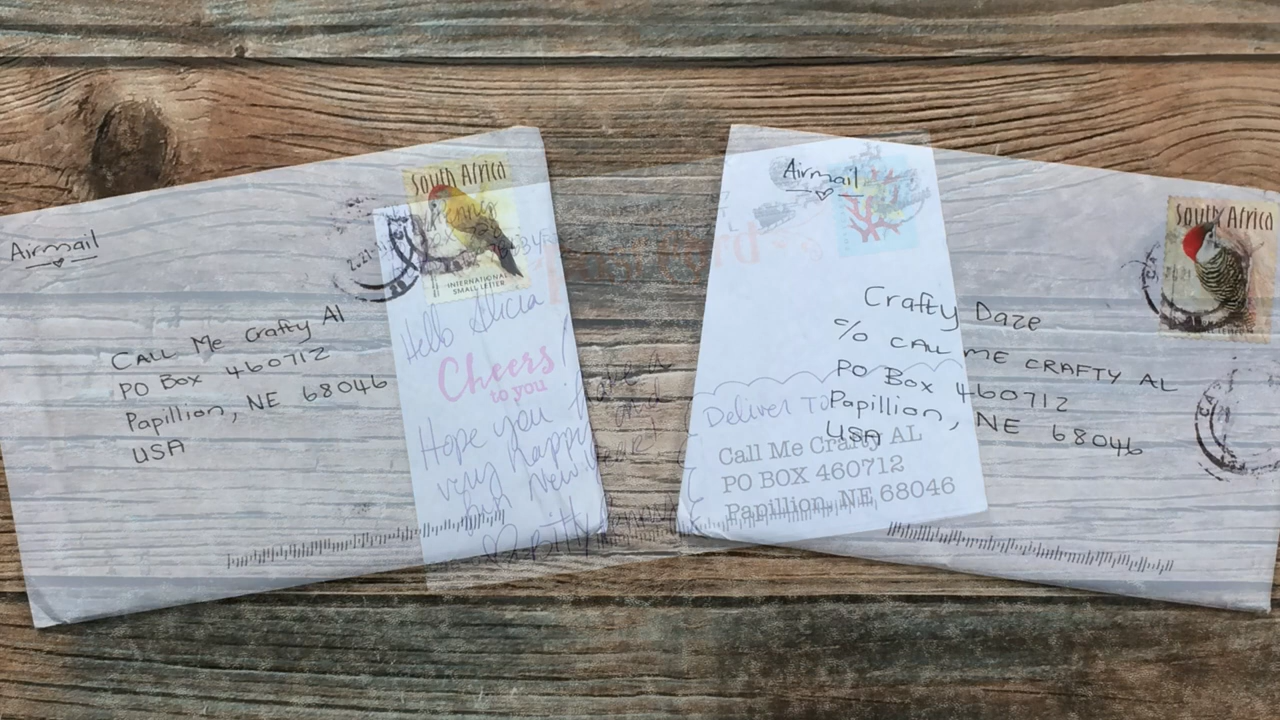 Airmail
South Africa
INTERNATIONAL
SMALL LETTER
CALL Me Crafty Al
PO Box 460712
Papillion, NE 68046
USA
Hello Alicia
Cheers
to you
Hope you
very happy
New Year
Airmail
South Africa
Crafty Daze
c/o CALL ME CRAFTY AL
PO Box 460712
Papillion, NE 68046
USA
Deliver To
Call Me Crafty AL
PO BOX 460712
Papillion, NE 68046